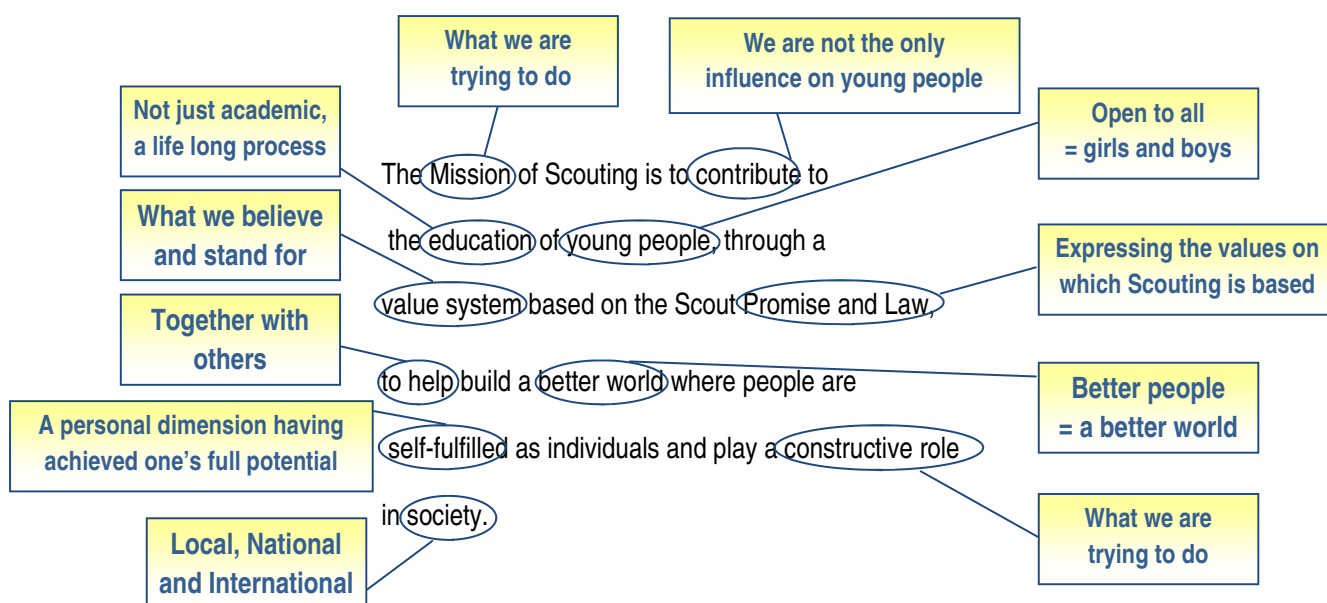 What we are
trying to do
We are not the only
influence on young people
Not just academic,
a life long process
Open to all
= girls and boys
The Mission of Scouting is to contribute to
the education of young people, through a
value system based on the Scout Promise and Law,
to help build a better world where people are
self-fulfilled as individuals and play a constructive role
in society.
What we believe
and stand for
Expressing the values on
which Scouting is based
Together with
others
Better people
= a better world
A personal dimension having
achieved one's full potential
What we are
trying to do
Local, National
and International